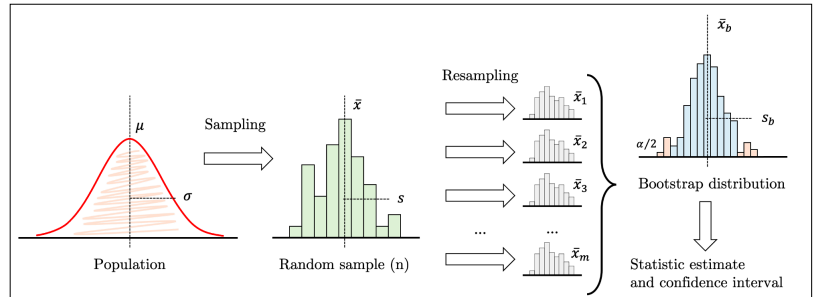 μ
σ
Population
Sampling
x̄
s
Random sample (n)
Resampling
x̄₁
x̄₂
x̄₃
... ...
x̄ₘ
x̄_b
s_b
α/2
Bootstrap distribution
Statistic estimate
and confidence interval